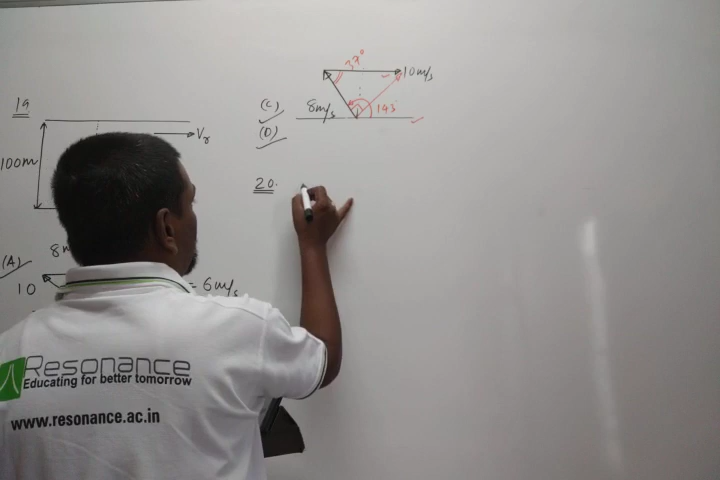 19
Vr
100m
8m
(A)
10
= 6m/s
37°
10m/s
(C)
8m/s
143°
(D)
20.
Resonance
Educating for better tomorrow
www.resonance.ac.in